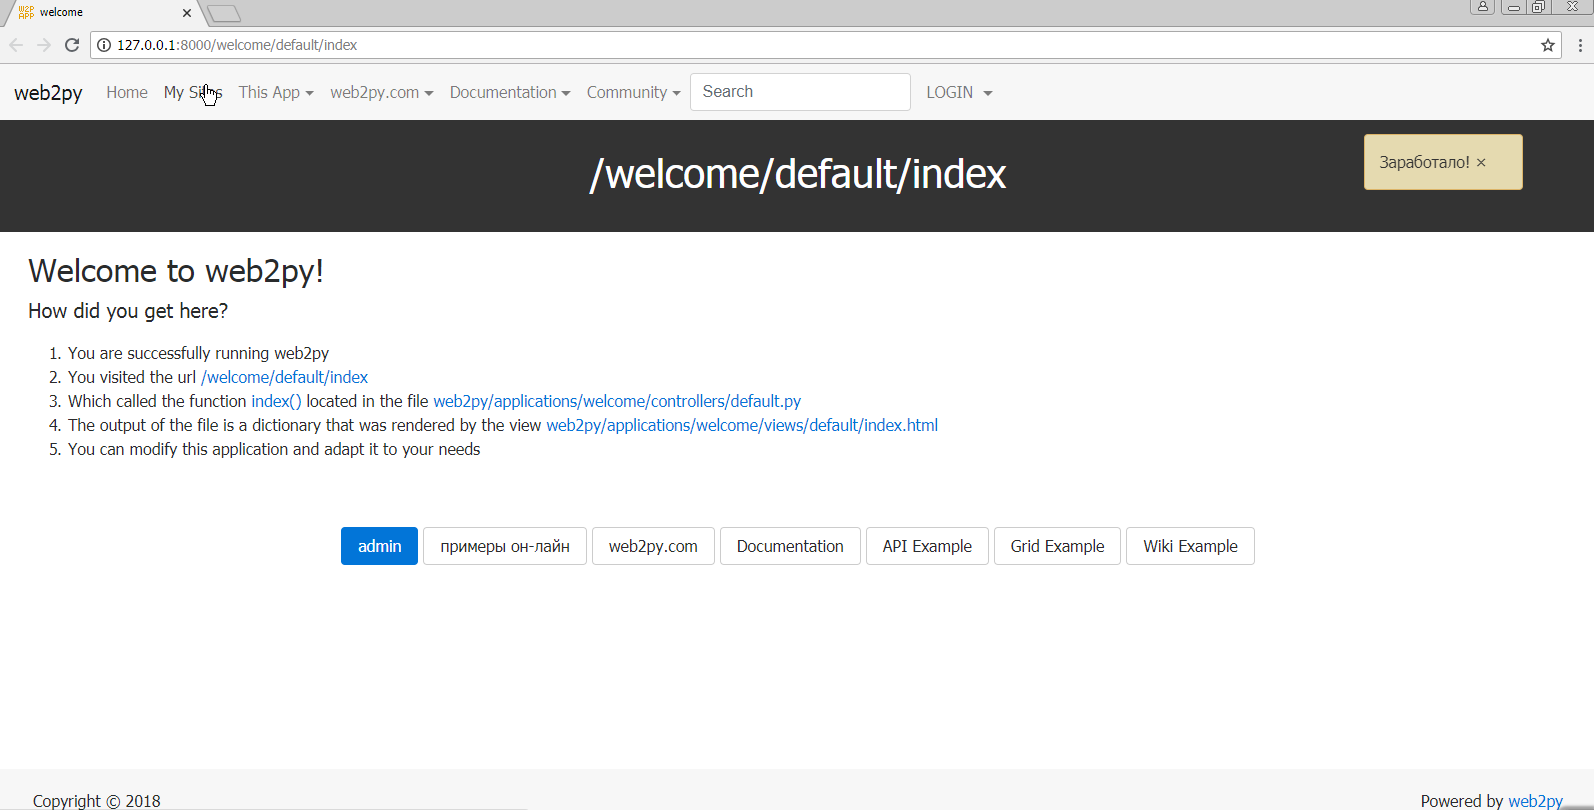 welcome
127.0.0.1:8000/welcome/default/index
web2py Home My Sites This App web2py.com Documentation Community Search LOGIN
/welcome/default/index
Заработало! ×
Welcome to web2py!
How did you get here?
1. You are successfully running web2py
2. You visited the url /welcome/default/index
3. Which called the function index() located in the file web2py/applications/welcome/controllers/default.py
4. The output of the file is a dictionary that was rendered by the view web2py/applications/welcome/views/default/index.html
5. You can modify this application and adapt it to your needs
admin примеры он-лайн web2py.com Documentation API Example Grid Example Wiki Example
Copyright © 2018 Powered by web2py